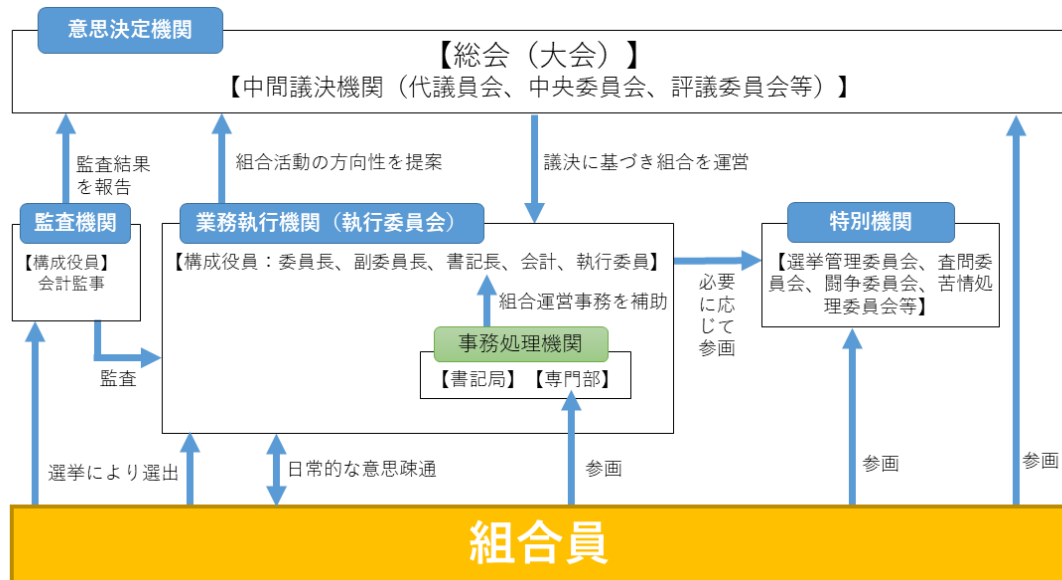 意思決定機関
【総会（大会）】
【中間議決機関（代議員会、中央委員会、評議委員会等）】
監査結果
を報告
組合活動の方向性を提案
議決に基づき組合を運営
監査機関
【構成役員】
会計監事
業務執行機関（執行委員会）
【構成役員：委員長、副委員長、書記長、会計、執行委員】
特別機関
【選挙管理委員会、査問委
員会、闘争委員会、苦情処
理委員会等】
必要
に応
じて
参画
組合運営事務を補助
事務処理機関
【書記局】【専門部】
監査
選挙により選出
日常的な意思疎通
参画
参画
参画
組合員